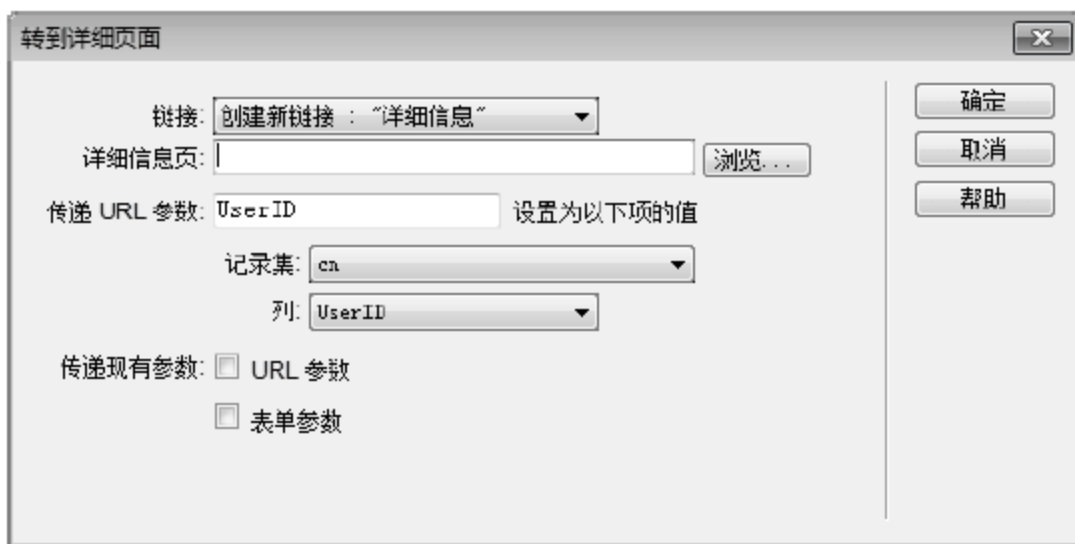 转到详细页面
链接: 创建新链接 : "详细信息"
确定
详细信息页: 浏览...
取消
传递 URL 参数: UserID 设置为以下项的值
帮助
记录集: cn
列: UserID
传递现有参数: URL 参数
表单参数